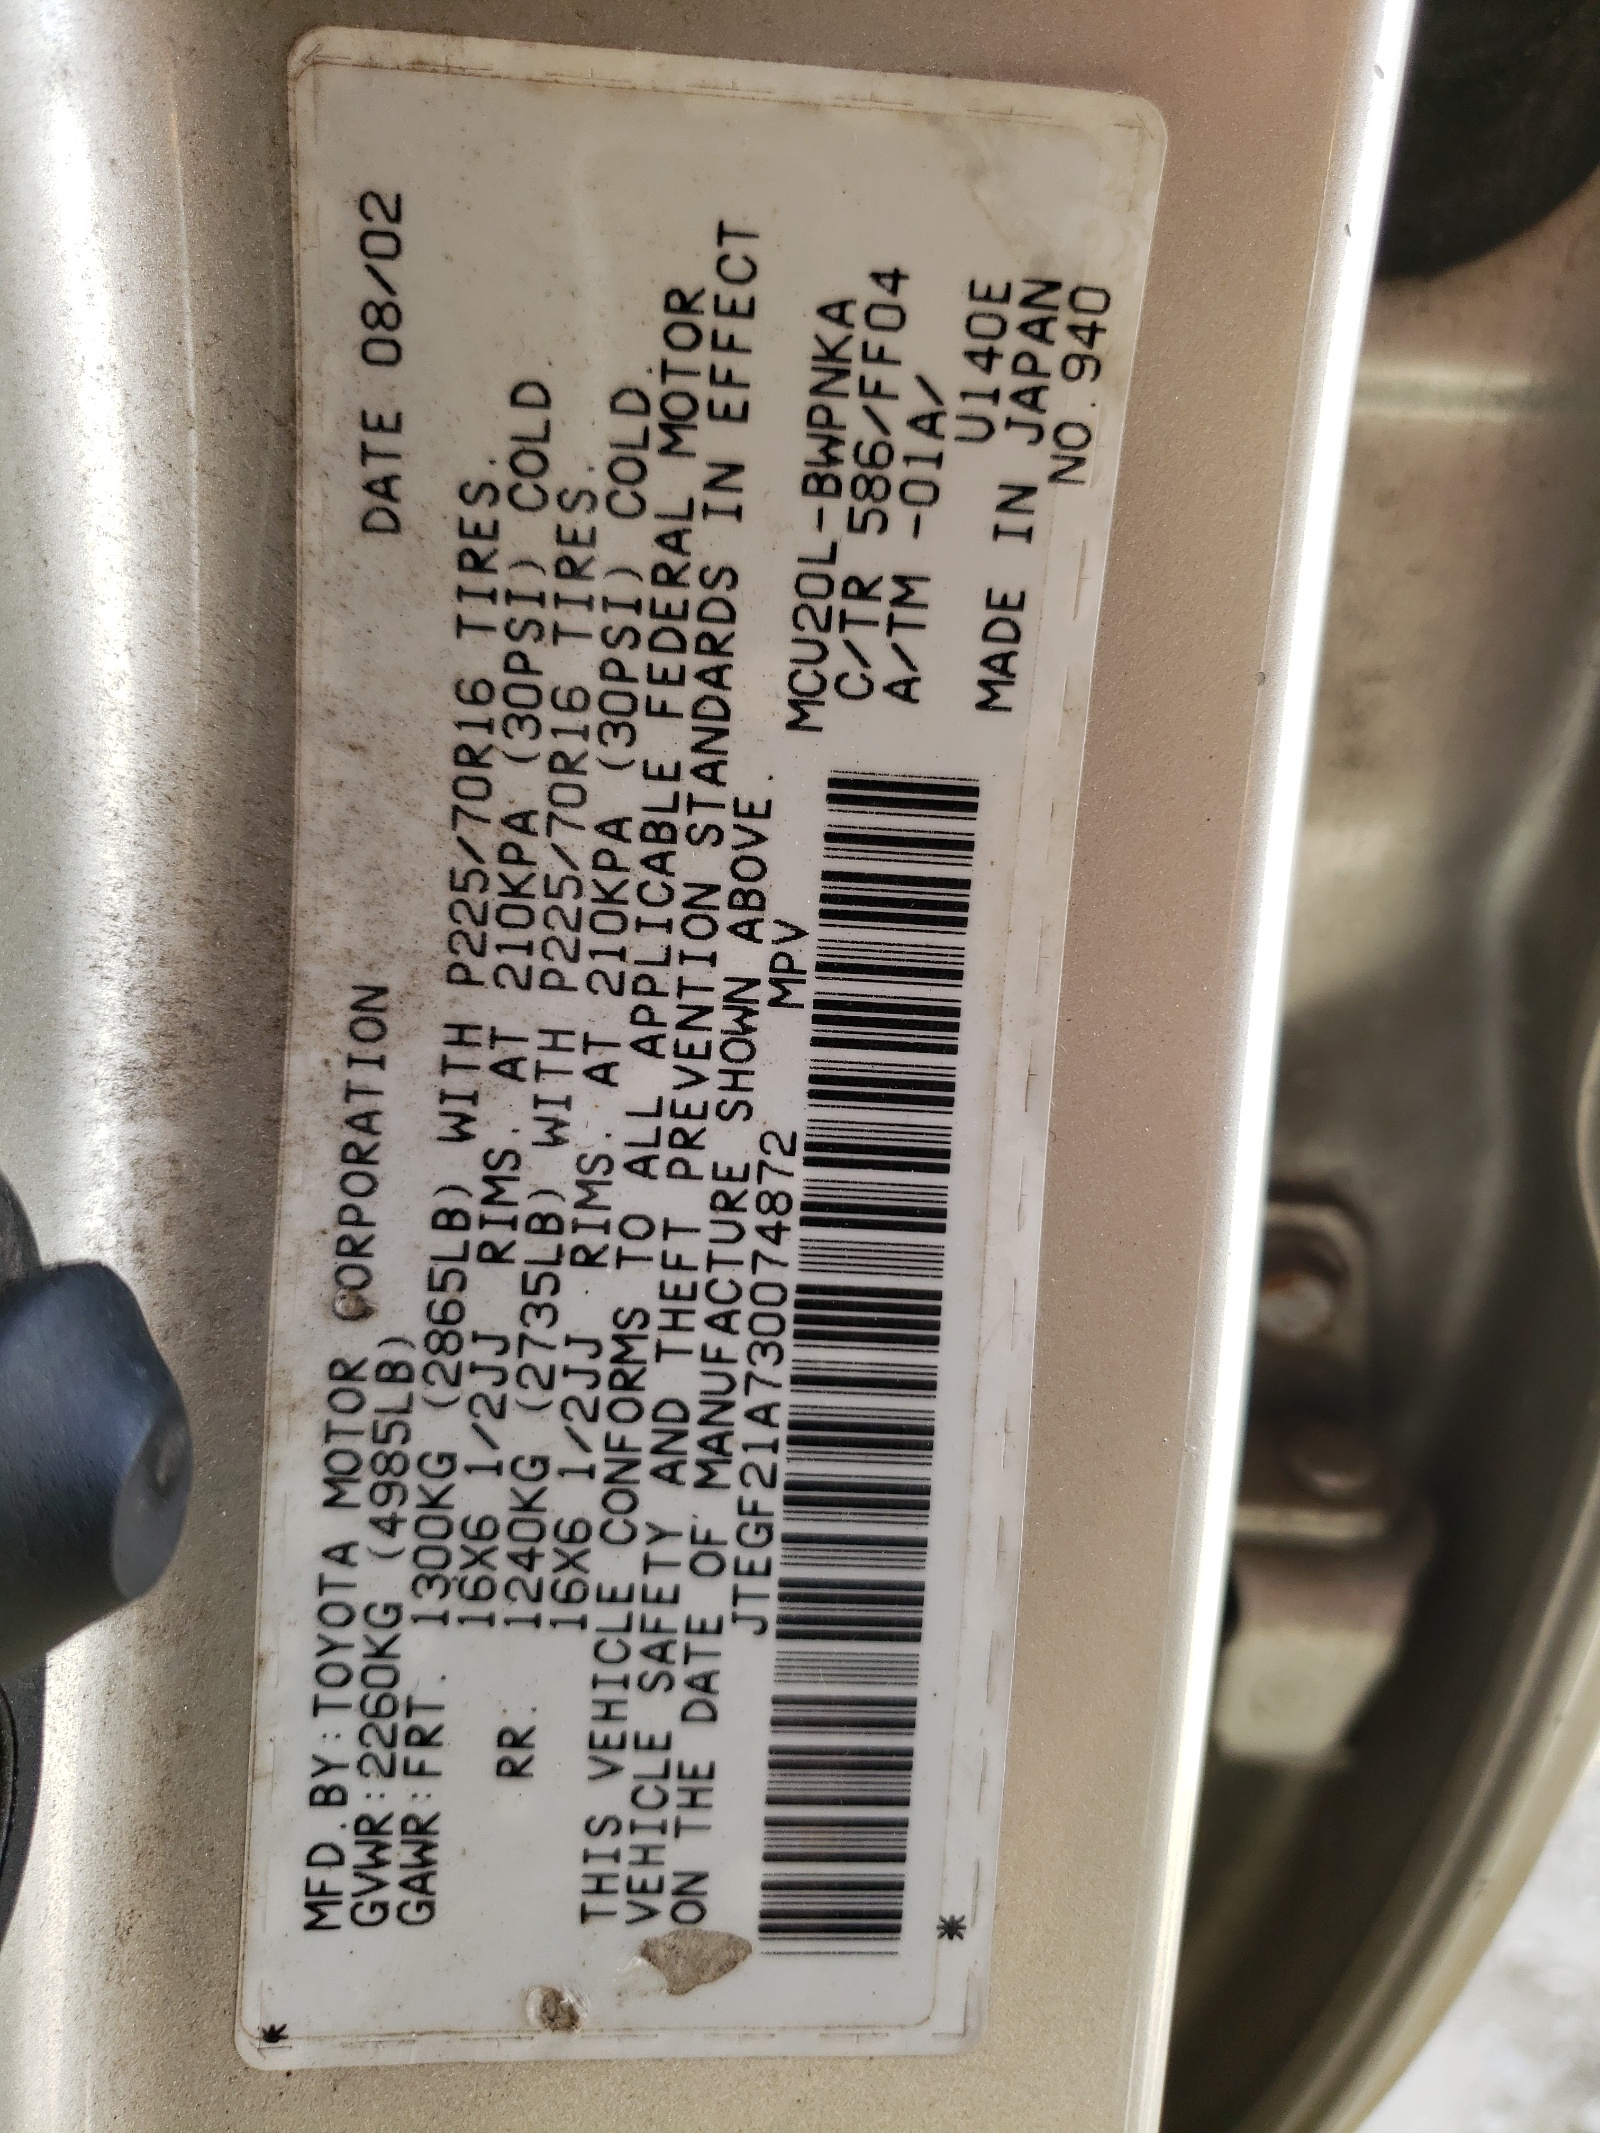 MFD.BY:TOYOTA MOTOR CORPORATION DATE 08/02
GVWR:2260KG (4985LB)
GAWR:FRT. 1300KG (2865LB) WITH P225/70R16 TIRES.
16X6 1/2JJ RIMS. AT 210KPA (30PSI) COLD.
RR. 1240KG (2735LB) WITH P225/70R16 TIRES.
16X6 1/2JJ RIMS. AT 210KPA (30PSI) COLD.
THIS VEHICLE CONFORMS TO ALL APPLICABLE FEDERAL MOTOR
VEHICLE SAFETY AND THEFT PREVENTION STANDARDS IN EFFECT
ON THE DATE OF MANUFACTURE SHOWN ABOVE.
JTEGF21A730074872 MPV
MCU20L-BWPNKA
C/TR 586/FF04
A/TM -01A/
U140E
MADE IN JAPAN
NO.940